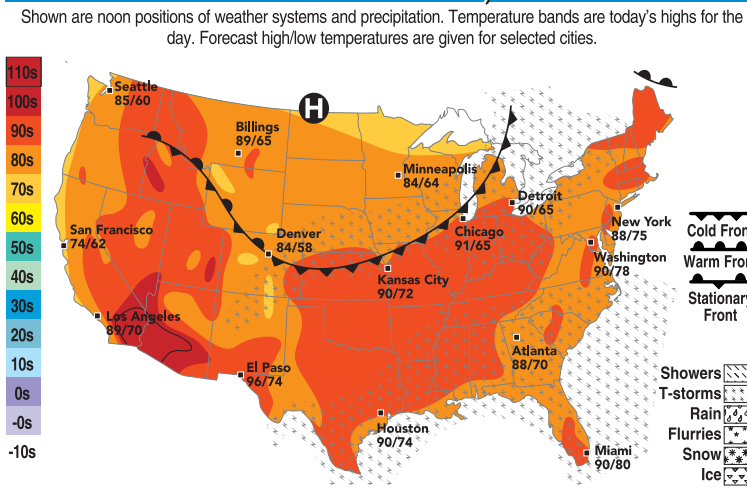 Shown are noon positions of weather systems and precipitation. Temperature bands are today's highs for the
day. Forecast high/low temperatures are given for selected cities.
110s
100s
90s
80s
70s
60s
50s
40s
30s
20s
10s
0s
-0s
-10s
Seattle
85/60
H
Billings
89/65
Minneapolis
84/64
Detroit
90/65
New York
88/75
San Francisco
74/62
Denver
84/58
Chicago
91/65
Washington
90/78
Kansas City
90/72
Los Angeles
89/70
Atlanta
88/70
El Paso
96/74
Houston
90/74
Miami
90/80
Cold Fron
Warm Fron
Stationary
Front
Showers
T-storms
Rain
Flurries
Snow
Ice